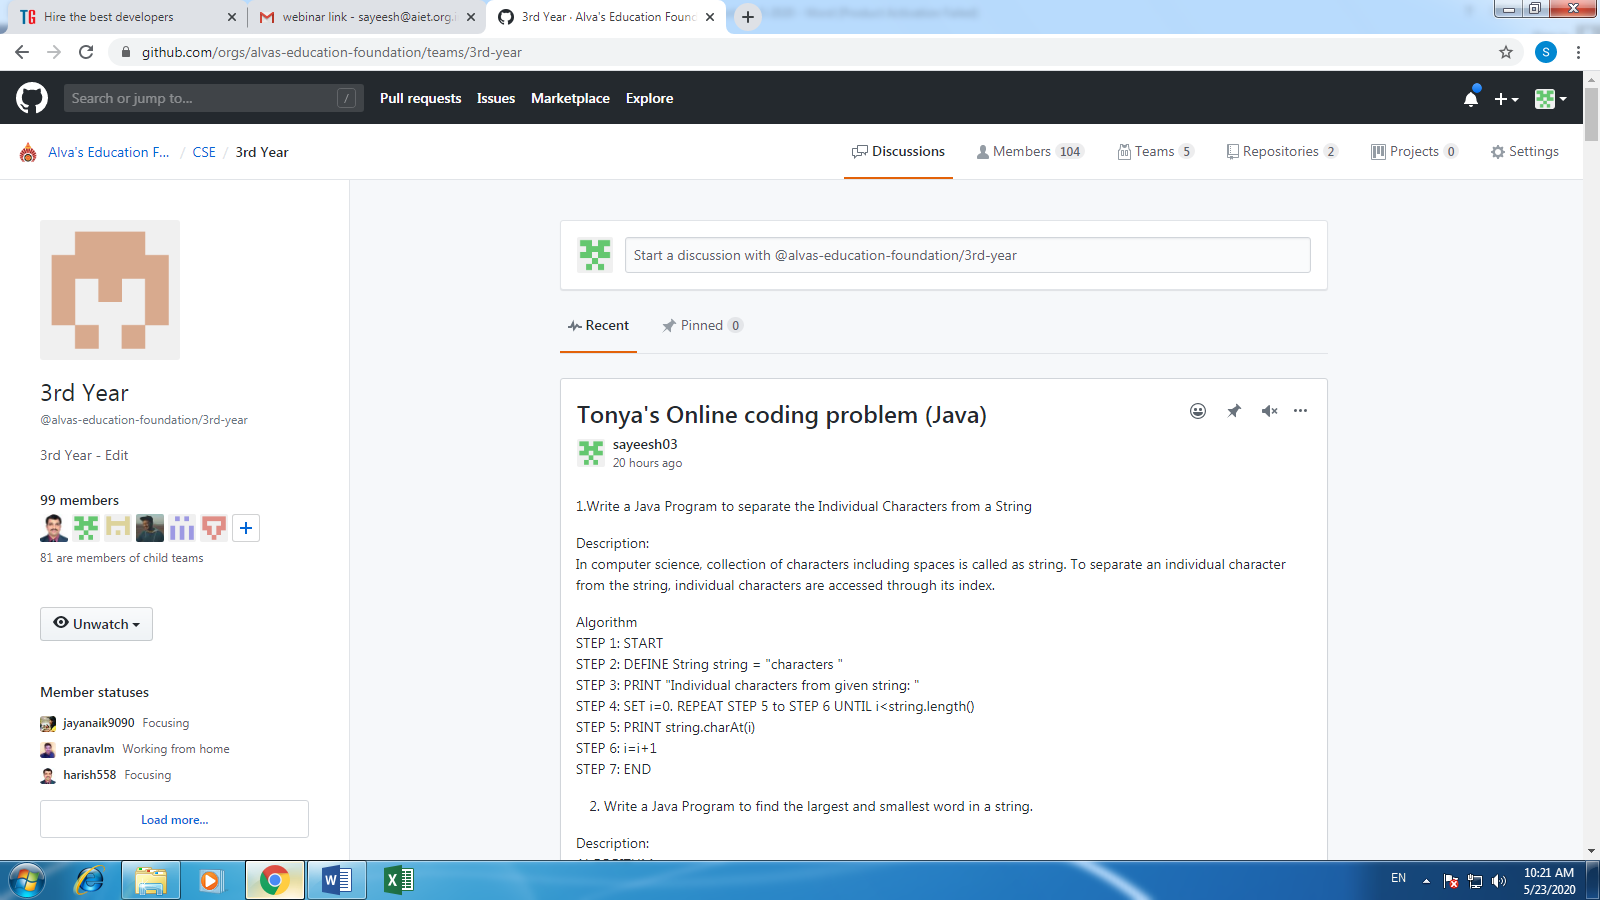 Hire the best developers
webinar link - sayeesh@aiet.org.i
3rd Year · Alva's Education Found
github.com/orgs/alvas-education-foundation/teams/3rd-year
S
Search or jump to...
/
Pull requests Issues Marketplace Explore
Alva's Education F... / CSE / 3rd Year
Discussions Members 104 Teams 5 Repositories 2 Projects 0 Settings
3rd Year
@alvas-education-foundation/3rd-year
3rd Year - Edit
99 members
81 are members of child teams
Unwatch
Member statuses
jayanaik9090 Focusing
pranavlm Working from home
harish558 Focusing
Load more...
Start a discussion with @alvas-education-foundation/3rd-year
Recent Pinned 0
Tonya's Online coding problem (Java)
sayeesh03
20 hours ago
1.Write a Java Program to separate the Individual Characters from a String
Description:
In computer science, collection of characters including spaces is called as string. To separate an individual character
from the string, individual characters are accessed through its index.
Algorithm
STEP 1: START
STEP 2: DEFINE String string = "characters "
STEP 3: PRINT "Individual characters from given string: "
STEP 4: SET i=0. REPEAT STEP 5 to STEP 6 UNTIL i<string.length()
STEP 5: PRINT string.charAt(i)
STEP 6: i=i+1
STEP 7: END
2. Write a Java Program to find the largest and smallest word in a string.
Description:
EN
10:21 AM
5/23/2020